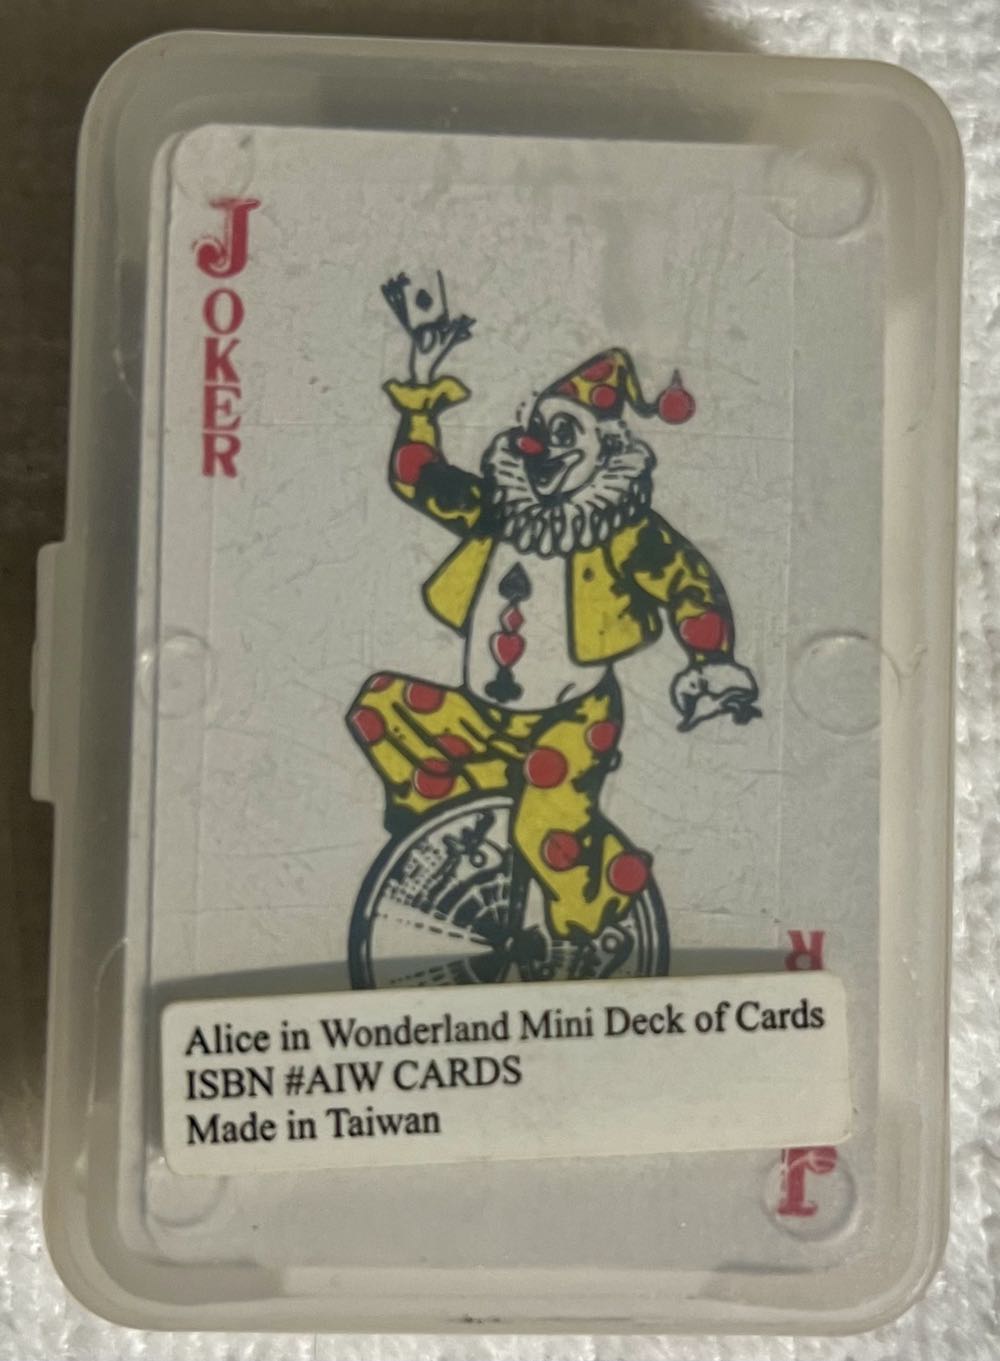 JOKER
Alice in Wonderland Mini Deck of Cards
ISBN #AIW CARDS
Made in Taiwan
R
J